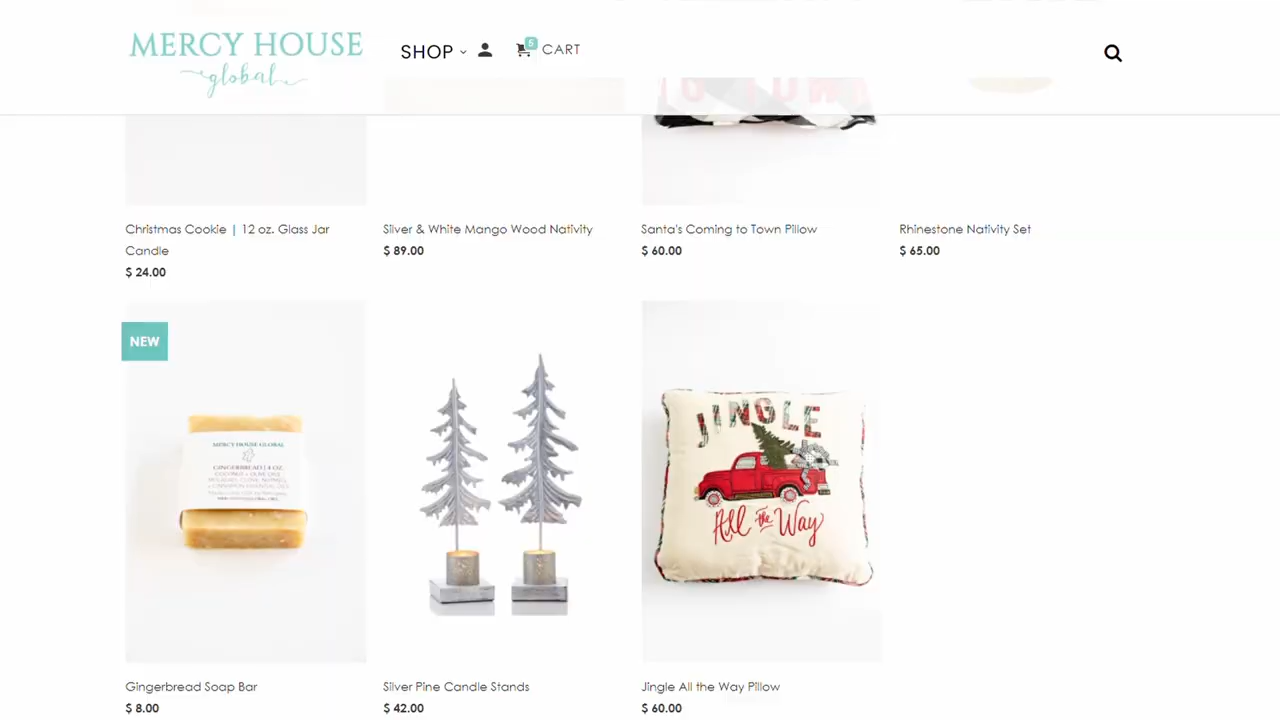 MERCY HOUSE
global
SHOP
6
CART
Christmas Cookie | 12 oz. Glass Jar
Candle
$ 24.00
Silver & White Mango Wood Nativity
$ 89.00
Santa's Coming to Town Pillow
$ 60.00
Rhinestone Nativity Set
$ 65.00
NEW
MERCY HOUSE GLOBAL
GINGERBREAD | 4 OZ.
JINGLE
All the Way
Gingerbread Soap Bar
$ 8.00
Silver Pine Candle Stands
$ 42.00
Jingle All the Way Pillow
$ 60.00